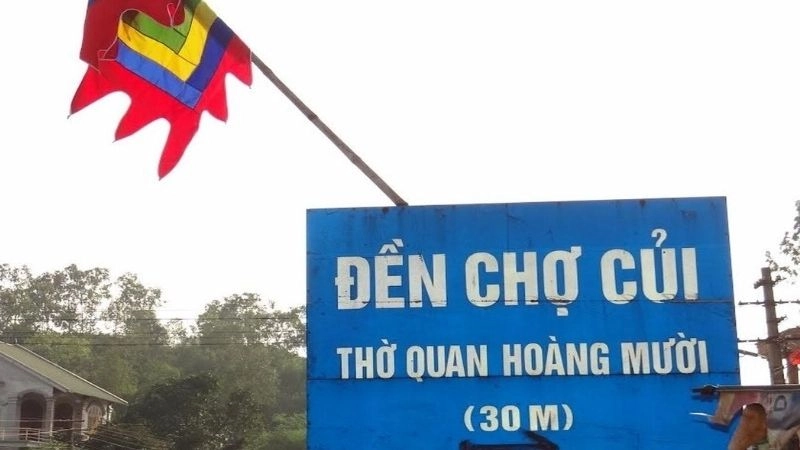 ĐỀN CHỢ CỦI
THỜ QUAN HOÀNG MƯỜI
(30 M)